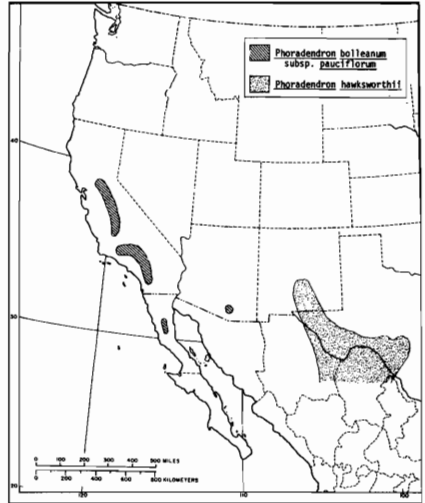 Phoradendron bolleanum
subsp. pauciflorum
Phoradendron hawksworthii
40
30
20
120
110
100
0 100 200 300 400 500 MILES
0 200 400 600 800 KILOMETERS